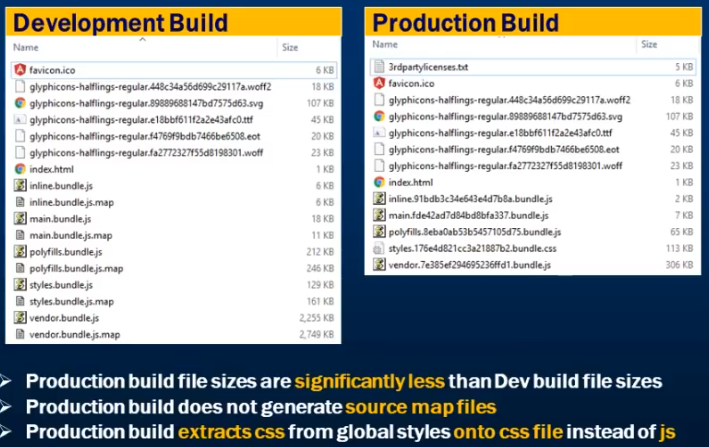 Development Build
Name Size
favicon.ico 6 KB
glyphicons-halflings-regular.448c34a56d699c29117a.woff2 18 KB
glyphicons-halflings-regular.89889688147bd7575d63.svg 107 KB
glyphicons-halflings-regular.e18bbf611f2a2e43afc0.ttf 45 KB
glyphicons-halflings-regular.f4769f9bdb7466be6508.eot 20 KB
glyphicons-halflings-regular.fa2772327f55d8198301.woff 23 KB
index.html 1 KB
inline.bundle.js 6 KB
inline.bundle.js.map 6 KB
main.bundle.js 18 KB
main.bundle.js.map 11 KB
polyfills.bundle.js 212 KB
polyfills.bundle.js.map 246 KB
styles.bundle.js 129 KB
styles.bundle.js.map 161 KB
vendor.bundle.js 2,255 KB
vendor.bundle.js.map 2,749 KB
Production Build
Name Size
3rdpartylicenses.txt 5 KB
favicon.ico 6 KB
glyphicons-halflings-regular.448c34a56d699c29117a.woff2 18 KB
glyphicons-halflings-regular.89889688147bd7575d63.svg 107 KB
glyphicons-halflings-regular.e18bbf611f2a2e43afc0.ttf 45 KB
glyphicons-halflings-regular.f4769f9bdb7466be6508.eot 20 KB
glyphicons-halflings-regular.fa2772327f55d8198301.woff 23 KB
index.html 1 KB
inline.91bdb3c34e643e4d7b8a.bundle.js 2 KB
main.fde42ad7d84bd8bfa337.bundle.js 7 KB
polyfills.8eba0ab53b5457105d75.bundle.js 65 KB
styles.176e4d821cc3a21887b2.bundle.css 113 KB
vendor.7e385ef294695236ffd1.bundle.js 306 KB
Production build file sizes are significantly less than Dev build file sizes
Production build does not generate source map files
Production build extracts css from global styles onto css file instead of js